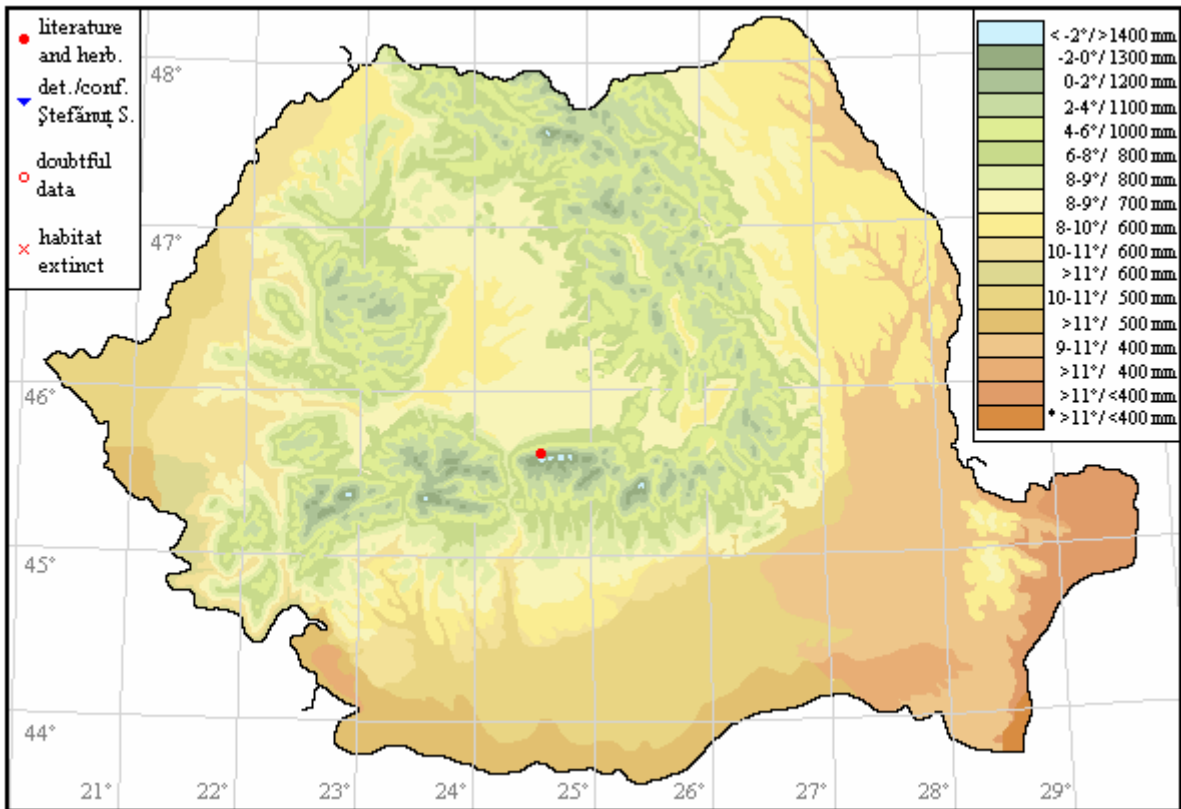 literature
and herb.
det./conf.
Ştefănuţ S.
doubtful
data
habitat
extinct
< -2°/>1400 mm
-2-0°/1300 mm
0-2°/1200 mm
2-4°/1100 mm
4-6°/1000 mm
6-8°/ 800 mm
8-9°/ 800 mm
8-9°/ 700 mm
8-10°/ 600 mm
10-11°/ 600 mm
>11°/ 600 mm
10-11°/ 500 mm
>11°/ 500 mm
9-11°/ 400 mm
>11°/ 400 mm
>11°/<400 mm
* >11°/<400 mm
48°
47°
46°
45°
44°
21°
22°
23°
24°
25°
26°
27°
28°
29°